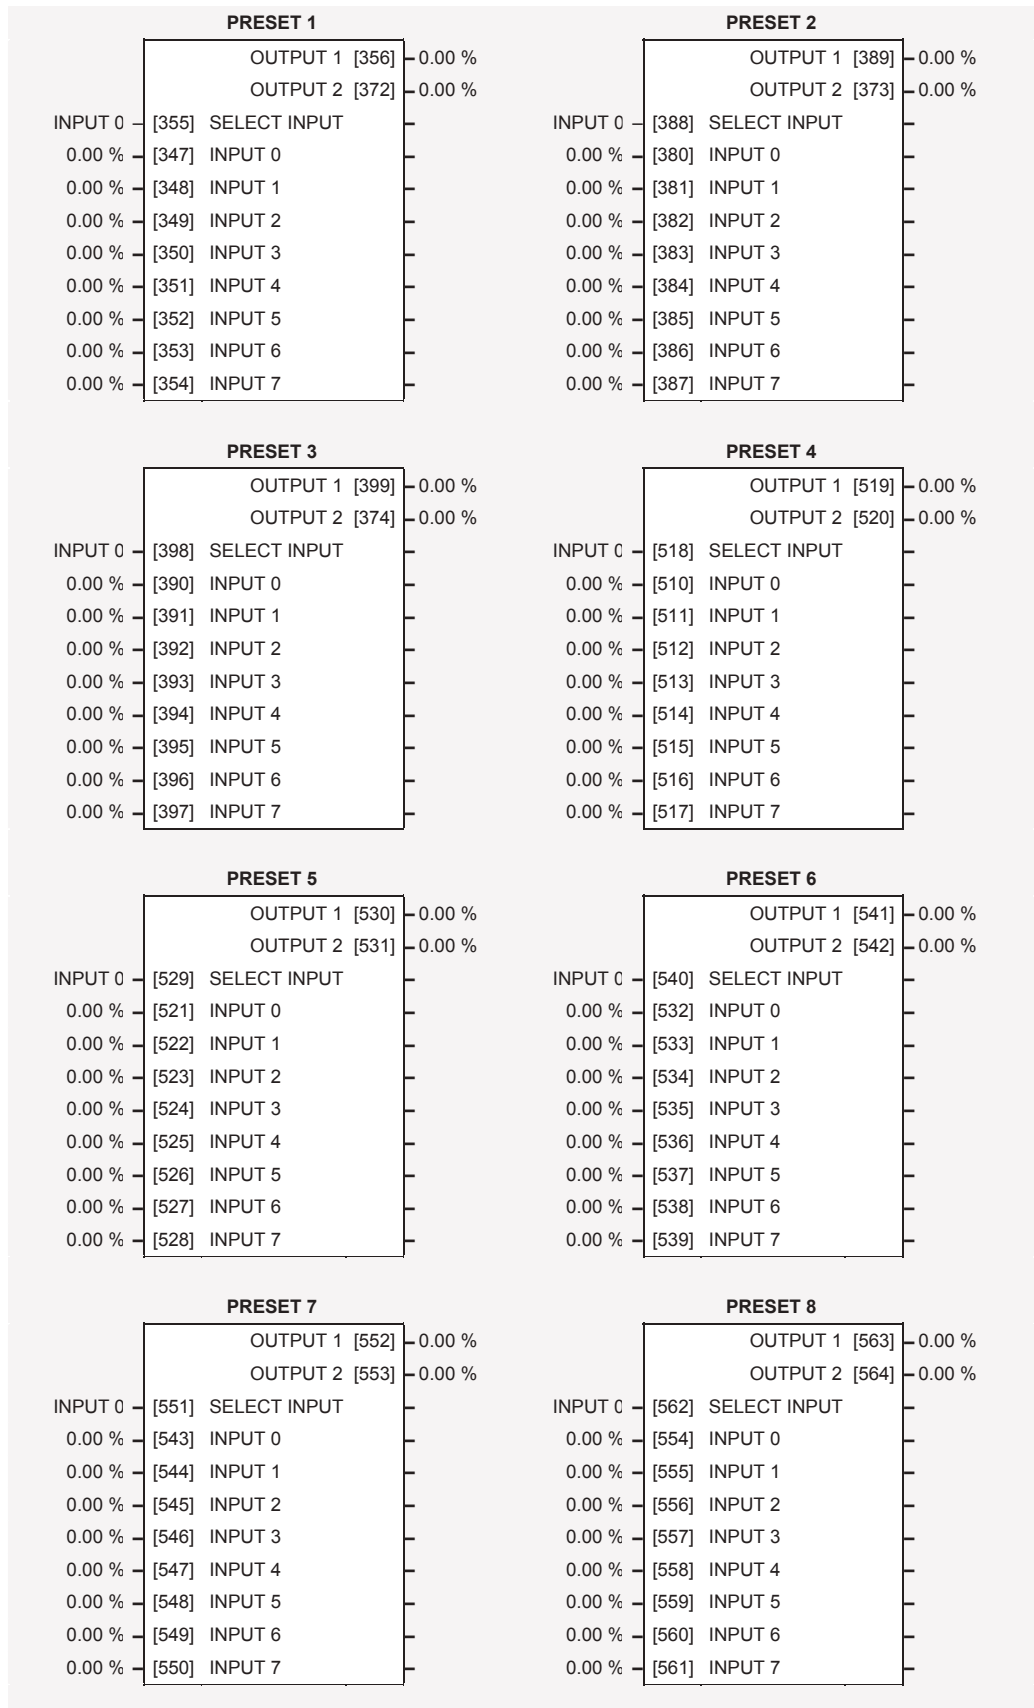 PRESET 1
OUTPUT 1 [356] 0.00 %
OUTPUT 2 [372] 0.00 %
INPUT 0 [355] SELECT INPUT
0.00 % [347] INPUT 0
0.00 % [348] INPUT 1
0.00 % [349] INPUT 2
0.00 % [350] INPUT 3
0.00 % [351] INPUT 4
0.00 % [352] INPUT 5
0.00 % [353] INPUT 6
0.00 % [354] INPUT 7
PRESET 2
OUTPUT 1 [389] 0.00 %
OUTPUT 2 [373] 0.00 %
INPUT 0 [388] SELECT INPUT
0.00 % [380] INPUT 0
0.00 % [381] INPUT 1
0.00 % [382] INPUT 2
0.00 % [383] INPUT 3
0.00 % [384] INPUT 4
0.00 % [385] INPUT 5
0.00 % [386] INPUT 6
0.00 % [387] INPUT 7
PRESET 3
OUTPUT 1 [399] 0.00 %
OUTPUT 2 [374] 0.00 %
INPUT 0 [398] SELECT INPUT
0.00 % [390] INPUT 0
0.00 % [391] INPUT 1
0.00 % [392] INPUT 2
0.00 % [393] INPUT 3
0.00 % [394] INPUT 4
0.00 % [395] INPUT 5
0.00 % [396] INPUT 6
0.00 % [397] INPUT 7
PRESET 4
OUTPUT 1 [519] 0.00 %
OUTPUT 2 [520] 0.00 %
INPUT 0 [518] SELECT INPUT
0.00 % [510] INPUT 0
0.00 % [511] INPUT 1
0.00 % [512] INPUT 2
0.00 % [513] INPUT 3
0.00 % [514] INPUT 4
0.00 % [515] INPUT 5
0.00 % [516] INPUT 6
0.00 % [517] INPUT 7
PRESET 5
OUTPUT 1 [530] 0.00 %
OUTPUT 2 [531] 0.00 %
INPUT 0 [529] SELECT INPUT
0.00 % [521] INPUT 0
0.00 % [522] INPUT 1
0.00 % [523] INPUT 2
0.00 % [524] INPUT 3
0.00 % [525] INPUT 4
0.00 % [526] INPUT 5
0.00 % [527] INPUT 6
0.00 % [528] INPUT 7
PRESET 6
OUTPUT 1 [541] 0.00 %
OUTPUT 2 [542] 0.00 %
INPUT 0 [540] SELECT INPUT
0.00 % [532] INPUT 0
0.00 % [533] INPUT 1
0.00 % [534] INPUT 2
0.00 % [535] INPUT 3
0.00 % [536] INPUT 4
0.00 % [537] INPUT 5
0.00 % [538] INPUT 6
0.00 % [539] INPUT 7
PRESET 7
OUTPUT 1 [552] 0.00 %
OUTPUT 2 [553] 0.00 %
INPUT 0 [551] SELECT INPUT
0.00 % [543] INPUT 0
0.00 % [544] INPUT 1
0.00 % [545] INPUT 2
0.00 % [546] INPUT 3
0.00 % [547] INPUT 4
0.00 % [548] INPUT 5
0.00 % [549] INPUT 6
0.00 % [550] INPUT 7
PRESET 8
OUTPUT 1 [563] 0.00 %
OUTPUT 2 [564] 0.00 %
INPUT 0 [562] SELECT INPUT
0.00 % [554] INPUT 0
0.00 % [555] INPUT 1
0.00 % [556] INPUT 2
0.00 % [557] INPUT 3
0.00 % [558] INPUT 4
0.00 % [559] INPUT 5
0.00 % [560] INPUT 6
0.00 % [561] INPUT 7